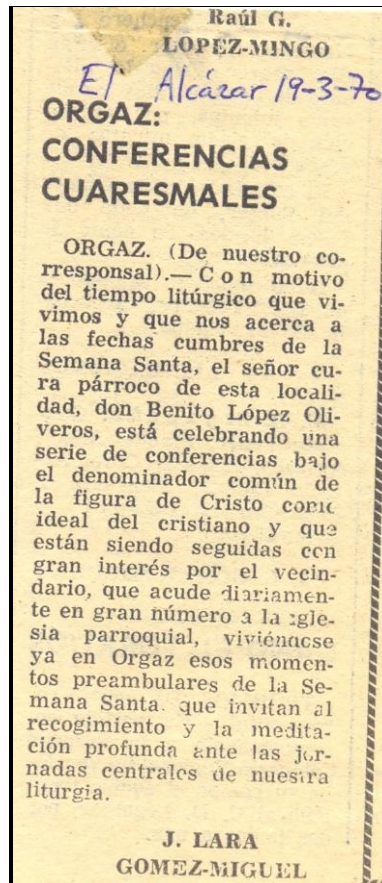 Raúl G.
LOPEZ-MINGO
El Alcázar 19-3-70
ORGAZ:
CONFERENCIAS
CUARESMALES
ORGAZ. (De nuestro co-
rresponsal).— Con motivo
del tiempo litúrgico que vi-
vimos y que nos acerca a
las fechas cumbres de la
Semana Santa, el señor cu-
ra párroco de esta locali-
dad, don Benito López Oli-
veros, está celebrando una
serie de conferencias bajo
el denominador común de
la figura de Cristo como
ideal del cristiano y que
están siendo seguidas con
gran interés por el vecin-
dario, que acude diariamen-
te en gran número a la igle-
sia parroquial, viviéndose
ya en Orgaz esos momen-
tos preambulares de la Se-
mana Santa. que invitan al
recogimiento y la medita-
ción profunda ante las jor-
nadas centrales de nuestra
liturgia.
J. LARA
GOMEZ-MIGUEL